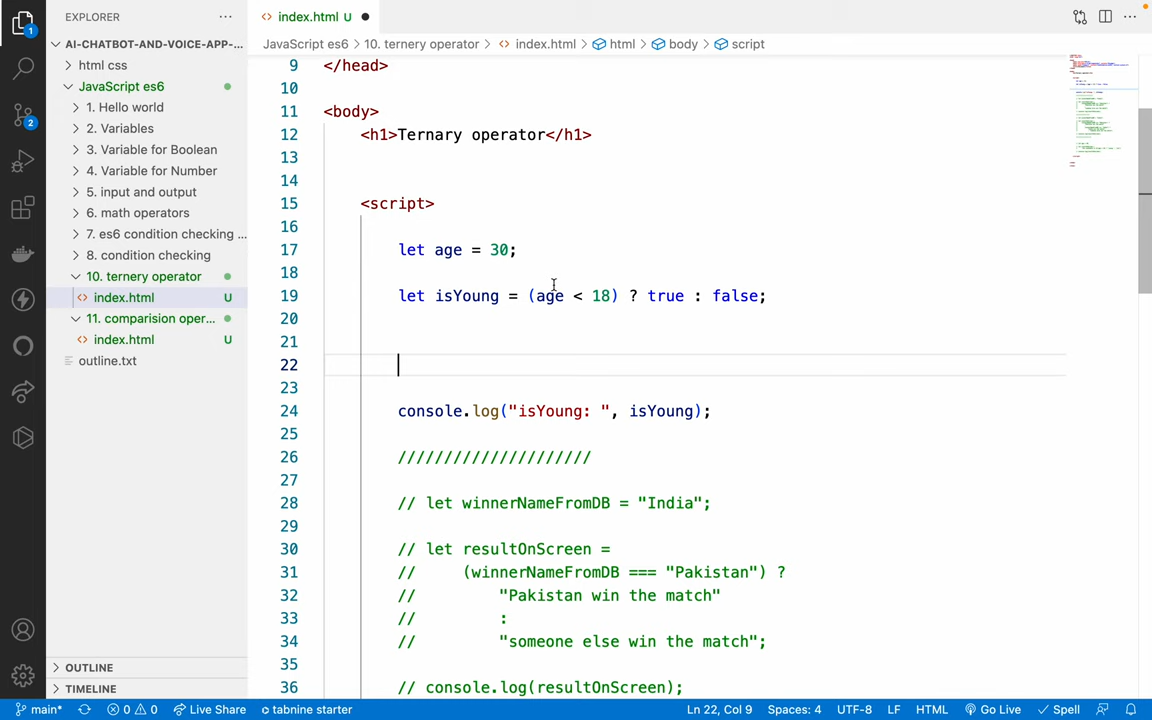 EXPLORER
index.html U
AI-CHATBOT-AND-VOICE-APP-...
JavaScript es6 > 10. ternery operator > index.html > html > body > script
html css
JavaScript es6
1. Hello world
2. Variables
3. Variable for Boolean
4. Variable for Number
5. input and output
6. math operators
7. es6 condition checking ...
8. condition checking
10. ternery operator
index.html U
11. comparision oper...
index.html U
outline.txt
OUTLINE
TIMELINE
1
2
9 </head>
10
11 <body>
12 <h1>Ternary operator</h1>
13
14
15 <script>
16
17 let age = 30;
18
19 let isYoung = (age < 18) ? true : false;
20
21
22
23
24 console.log("isYoung: ", isYoung);
25
26 /////////////////////
27
28 // let winnerNameFromDB = "India";
29
30 // let resultOnScreen =
31 // (winnerNameFromDB === "Pakistan") ?
32 // "Pakistan win the match"
33 // :
34 // "someone else win the match";
35
36 // console.log(resultOnScreen);
main* 0 0 Live Share tabnine starter Ln 22, Col 9 Spaces: 4 UTF-8 LF HTML Go Live Spell